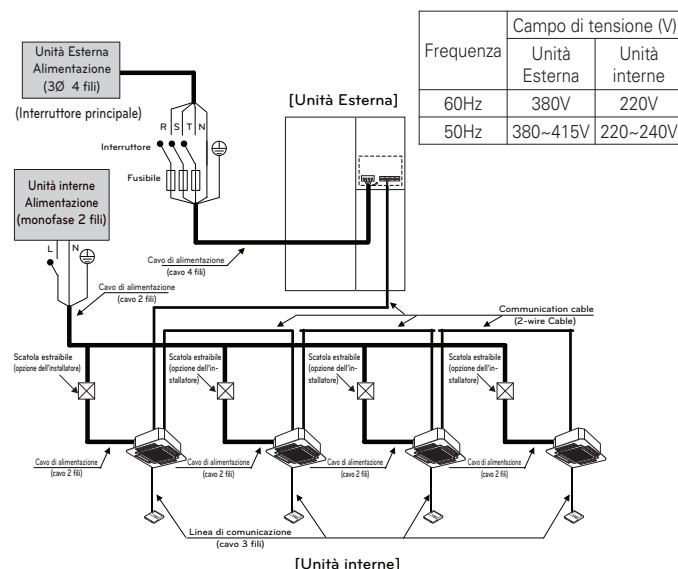 Unità Esterna
Alimentazione
(3Ø 4 fili)
(Interruttore principale)
R S T N
Interruttore
Fusibile
[Unità Esterna]
Frequenza
Campo di tensione (V)
Unità Esterna
Unità interne
60Hz 380V 220V
50Hz 380~415V 220~240V
Unità interne
Alimentazione
(monofase 2 fili)
L N
Cavo di alimentazione
(cavo 4 fili)
Cavo di alimentazione
(cavo 2 fili)
Communication cable
(2-wire Cable)
Scatola estraibile
(opzione dell'installatore)
Scatola estraibile
(opzione dell'in-
stallatore)
Scatola estraibile
(opzione dell'in-
stallatore)
Scatola estraibile
(opzione dell'in-
stallatore)
Cavo di alimentazione
(cavo 2 fili)
Cavo di alimentazione
(cavo 2 fili)
Cavo di alimentazione
(cavo 2 fili)
Cavo di alimentazione
(cavo 2 fili)
Linea di comunicazione
(cavo 3 fili)
[Unità interne]